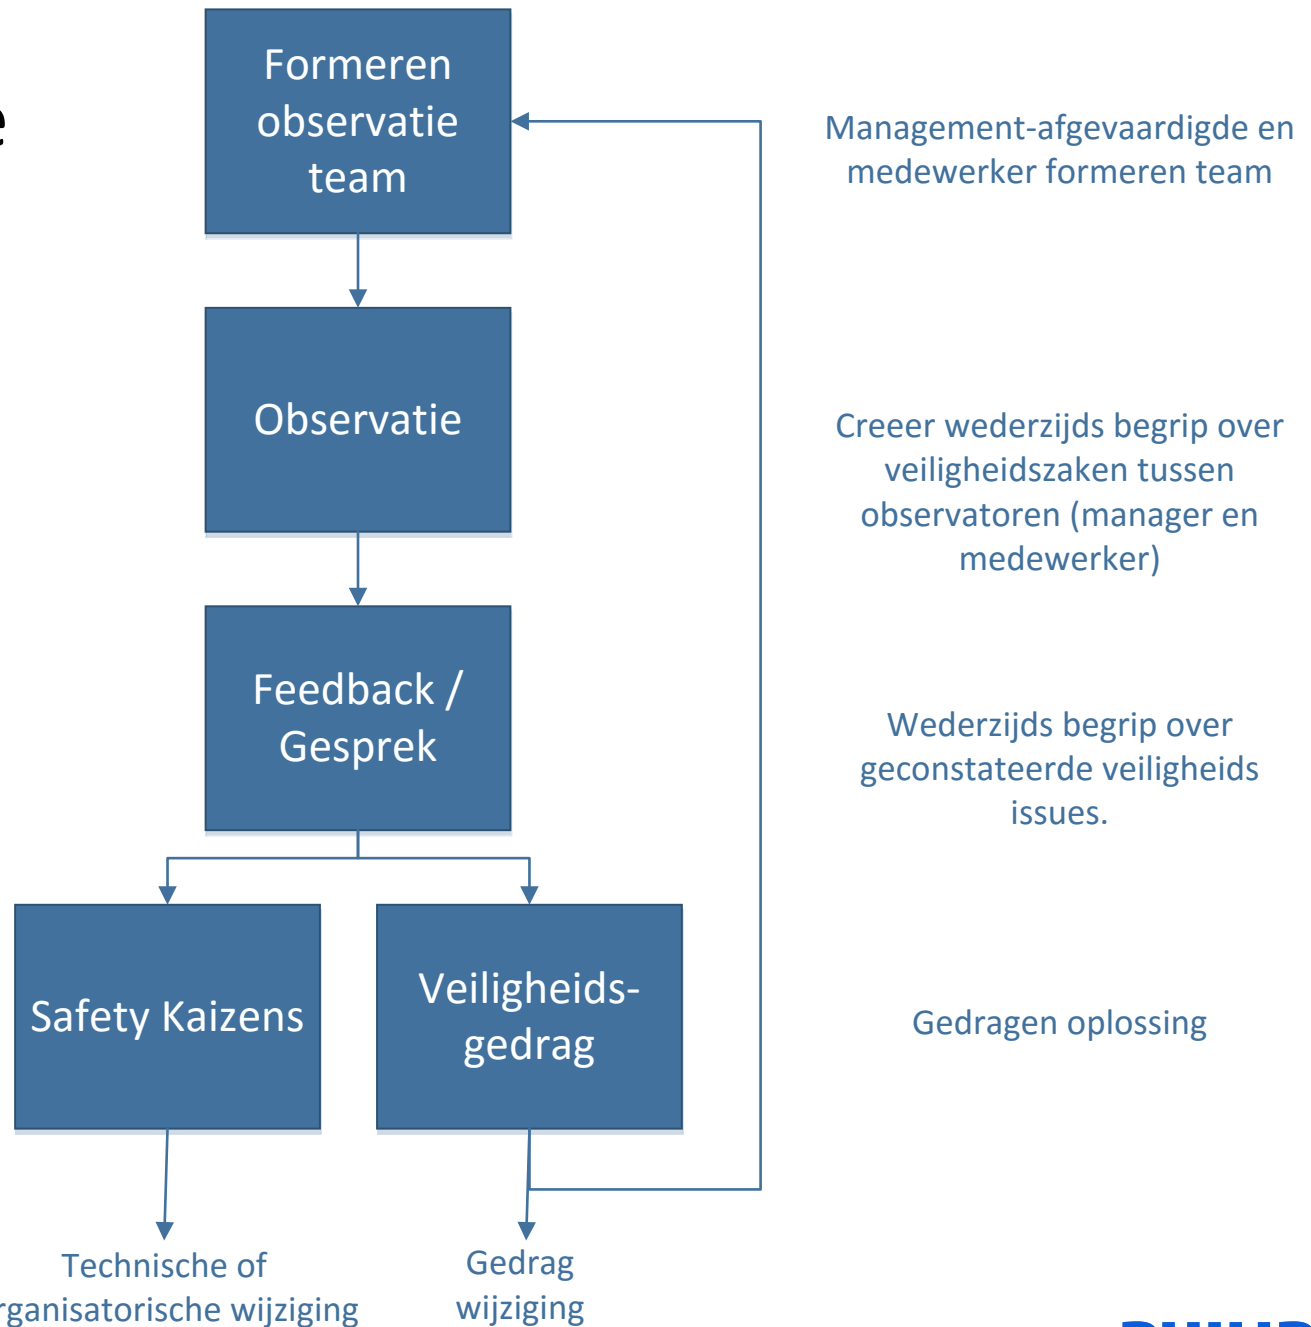 Formeren
observatie
team
Management-afgevaardigde en
medewerker formeren team
Observatie
Creeer wederzijds begrip over
veiligheidszaken tussen
observatoren (manager en
medewerker)
Feedback /
Gesprek
Wederzijds begrip over
geconstateerde veiligheids
issues.
Safety Kaizens
Veiligheids-
gedrag
Gedragen oplossing
Technische of
rganisatorische wijziging
Gedrag
wijziging